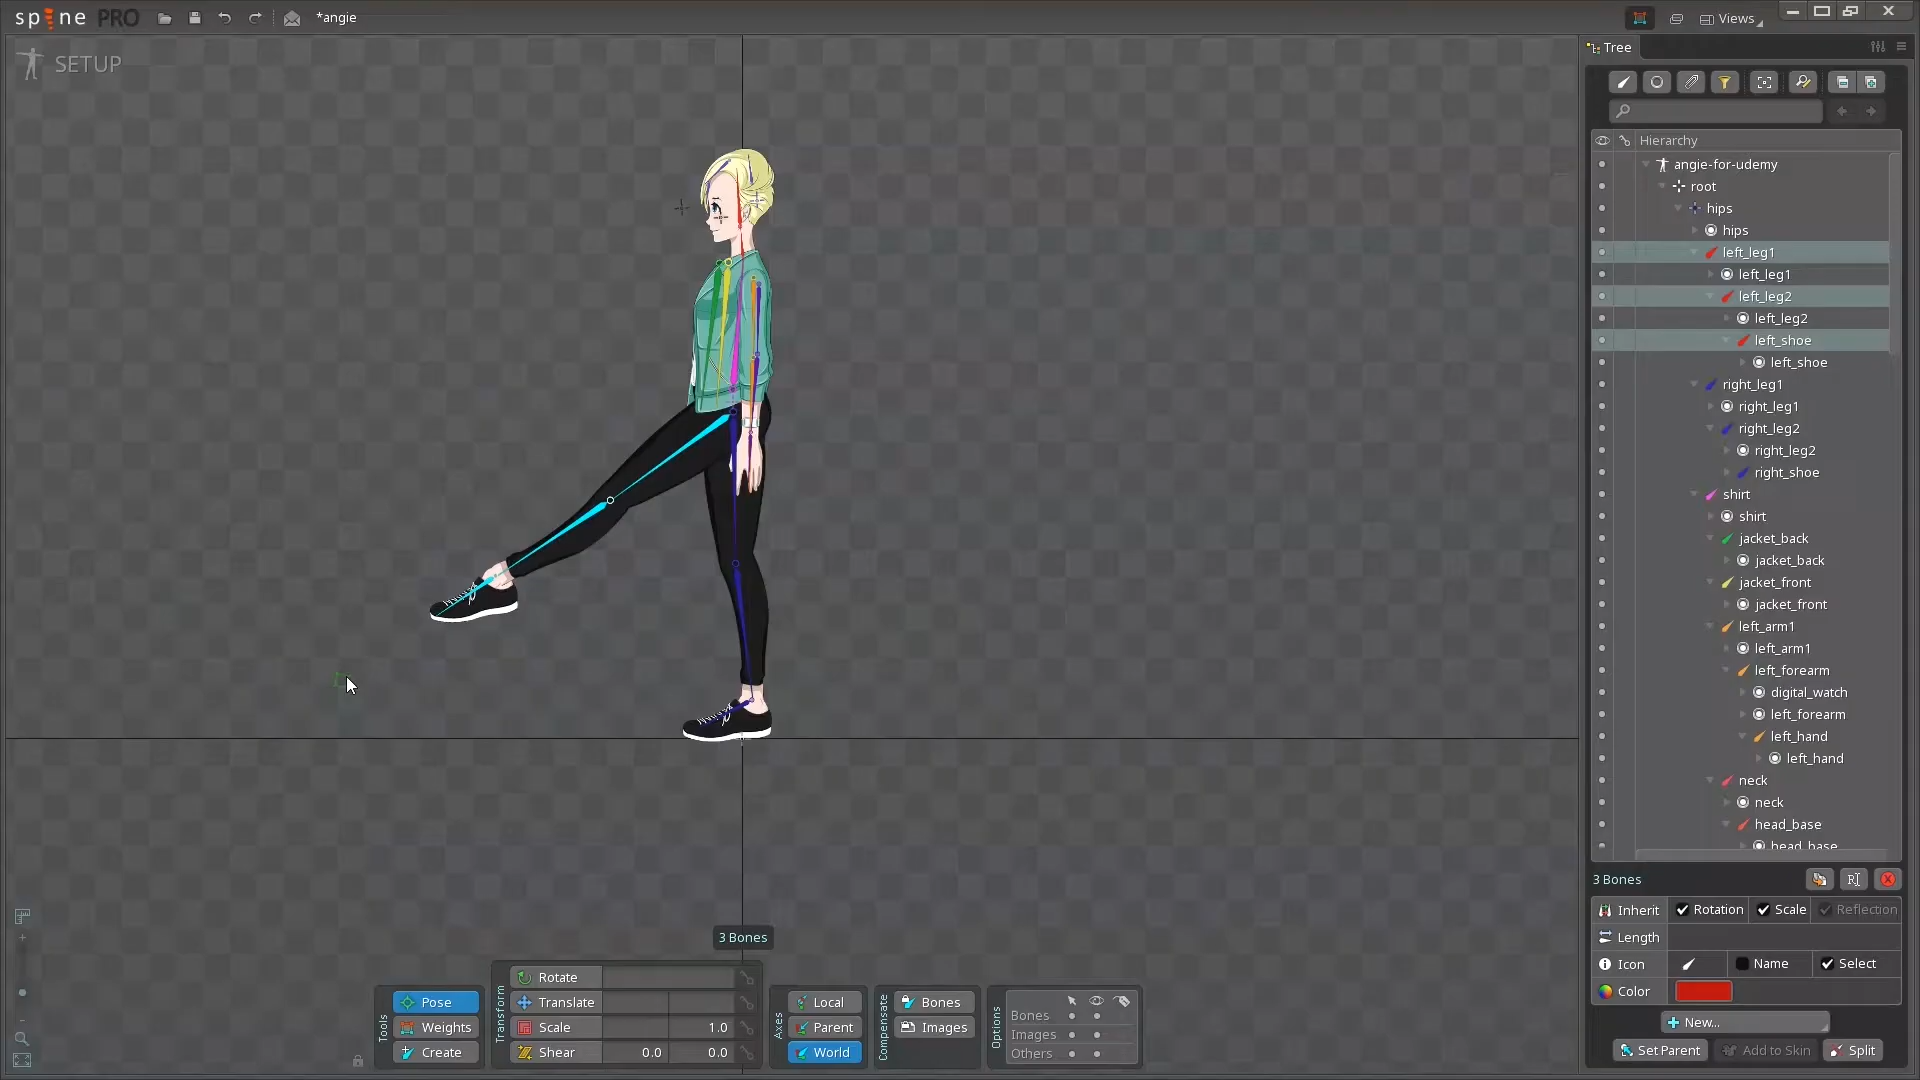 spine PRO
*angie
Views
SETUP
Tree
Hierarchy
angie-for-udemy
root
hips
hips
left_leg1
left_leg1
left_leg2
left_leg2
left_shoe
left_shoe
right_leg1
right_leg1
right_leg2
right_leg2
right_shoe
shirt
shirt
jacket_back
jacket_back
jacket_front
jacket_front
left_arm1
left_arm1
left_forearm
digital_watch
left_forearm
left_hand
left_hand
neck
neck
head_base
head_base
3 Bones
Inherit Rotation Scale Reflection
Length
Icon Name Select
Color
New...
Set Parent Add to Skin Split
3 Bones
Tools
Pose
Weights
Create
Transform
Rotate
Translate
Scale 1.0
Shear 0.0 0.0
Axes
Local
Parent
World
Compensate
Bones
Images
Options
Bones
Images
Others